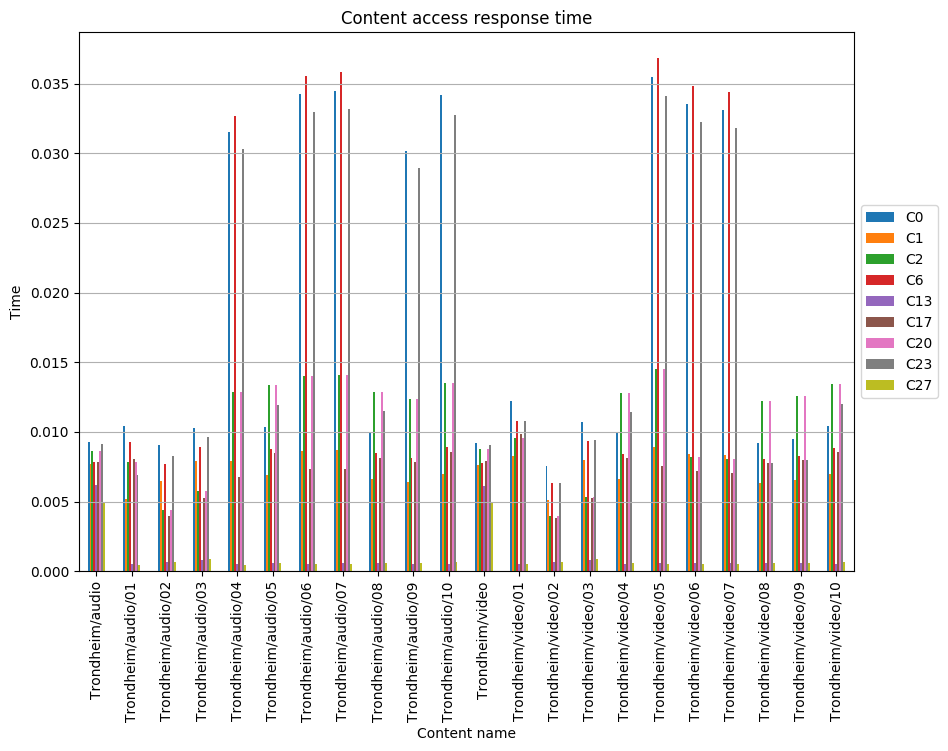 Content access response time
Time
0.035
0.030
0.025
0.020
0.015
0.010
0.005
0.000
C0
C1
C2
C6
C13
C17
C20
C23
C27
Trondheim/audio
Trondheim/audio/01
Trondheim/audio/02
Trondheim/audio/03
Trondheim/audio/04
Trondheim/audio/05
Trondheim/audio/06
Trondheim/audio/07
Trondheim/audio/08
Trondheim/audio/09
Trondheim/audio/10
Trondheim/video
Trondheim/video/01
Trondheim/video/02
Trondheim/video/03
Trondheim/video/04
Trondheim/video/05
Trondheim/video/06
Trondheim/video/07
Trondheim/video/08
Trondheim/video/09
Trondheim/video/10
Content name